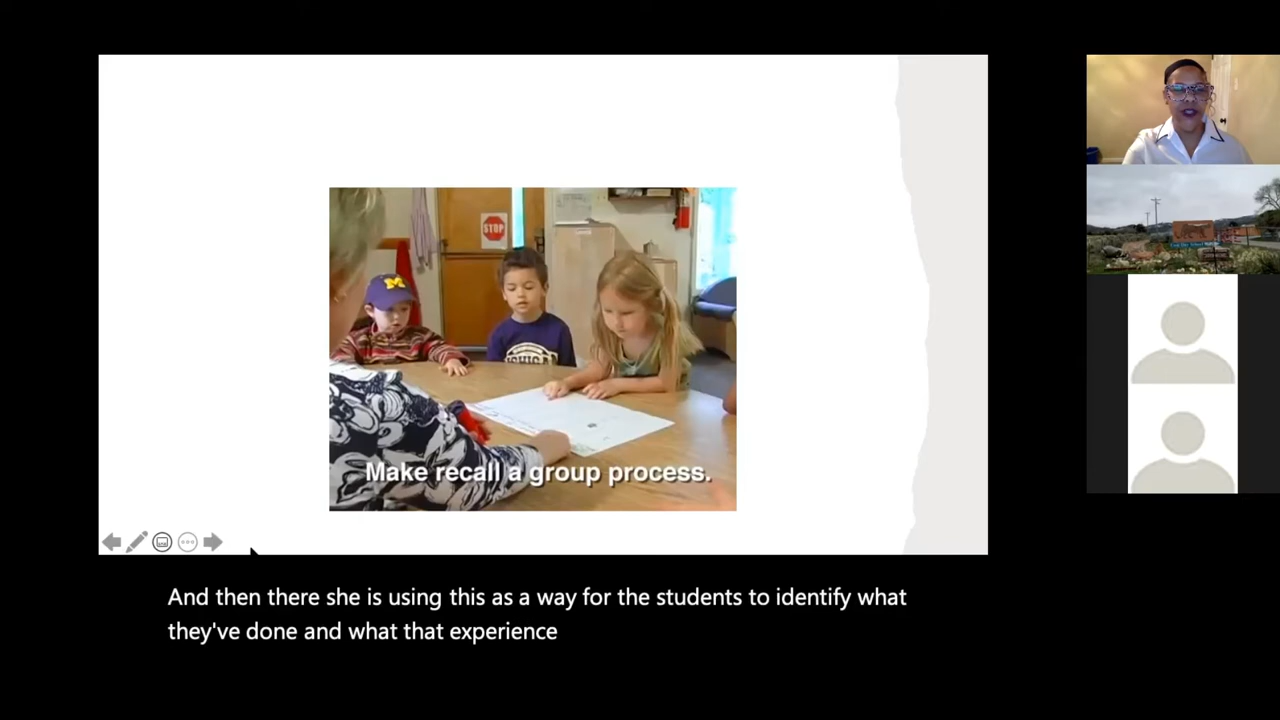 STOP
M
Make recall a group process.
And then there she is using this as a way for the students to identify what
they've done and what that experience